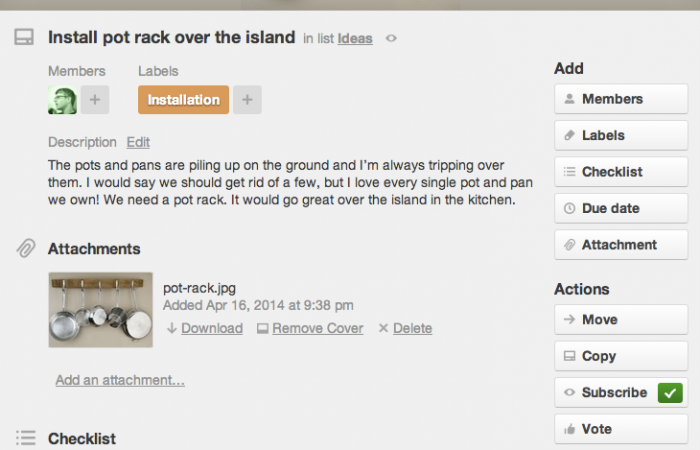 Install pot rack over the island in list Ideas
Members Labels
+ Installation +
Description Edit
The pots and pans are piling up on the ground and I'm always tripping over
them. I would say we should get rid of a few, but I love every single pot and pan
we own! We need a pot rack. It would go great over the island in the kitchen.
Attachments
pot-rack.jpg
Added Apr 16, 2014 at 9:38 pm
Download Remove Cover Delete
Add an attachment...
Checklist
Add
Members
Labels
Checklist
Due date
Attachment
Actions
Move
Copy
Subscribe
Vote